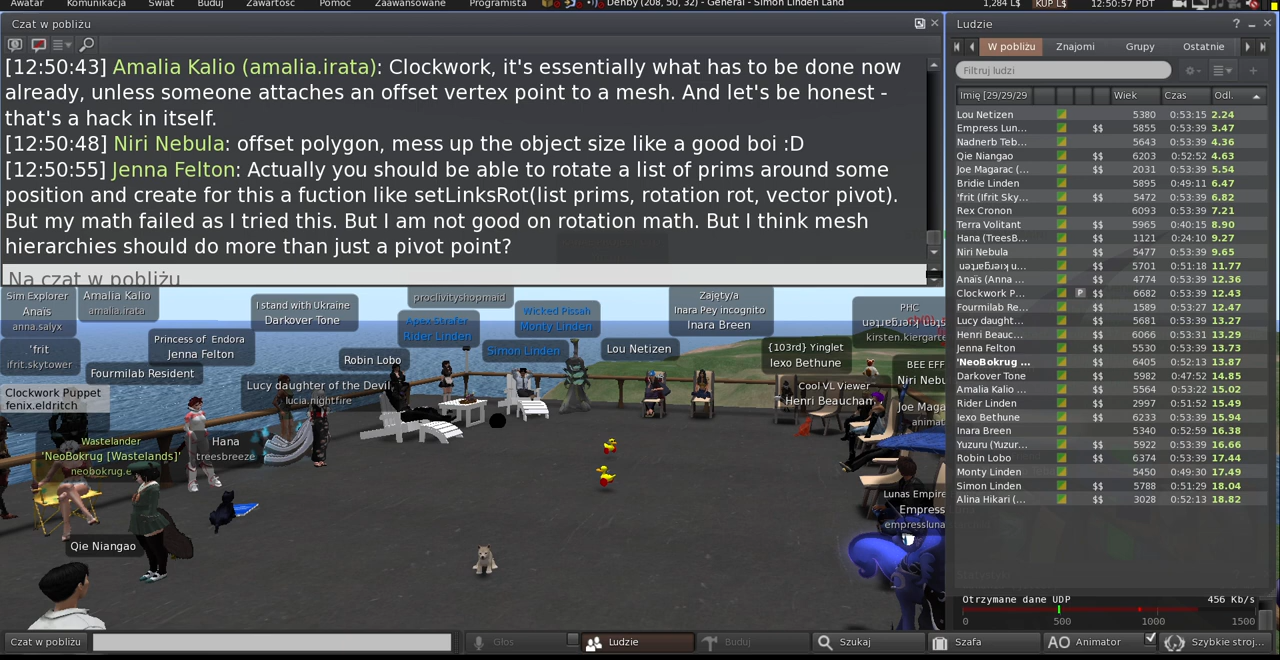 Awatar Komunikacja Świat Buduj Zawartość Pomoc Zaawansowane Programista Denby (208, 50, 32) - General - Simon Linden Land 1,284 L$ KUP L$ 12:50:57 PDT
Czat w pobliżu
[12:50:43] Amalia Kalio (amalia.irata): Clockwork, it's essentially what has to be done now
already, unless someone attaches an offset vertex point to a mesh. And let's be honest -
that's a hack in itself.
[12:50:48] Niri Nebula: offset polygon, mess up the object size like a good boi :D
[12:50:55] Jenna Felton: Actually you should be able to rotate a list of prims around some
position and create for this a fuction like setLinksRot(list prims, rotation rot, vector pivot).
But my math failed as I tried this. But I am not good on rotation math. But I think mesh
hierarchies should do more than just a pivot point?
Na czat w pobliżu
Sim Explorer
Anaïs
anna.salyx
Amalia Kalio
amalia.irata
I stand with Ukraine
Darkover Tone
proclivityshopmaid
Apex Strafer
Rider Linden
Wicked Pissah
Monty Linden
Simon Linden
Zajęty/a
Inara Pey incognito
Inara Breen
PHC
kirsten.kiergarte
'frit
ifrit.skytower
Princess of Endora
Jenna Felton
Fourmilab Resident
Robin Lobo
Lou Netizen
{103rd} Yinglet
Iexo Bethune
BEE EFF
Niri Nebu
Clockwork Puppet
fenix.eldritch
Lucy daughter of the Devil
lucia.nightfire
Cool VL Viewer
Henri Beaucham
Joe Maga
animat
Wastelander
'NeoBokrug [Wastelands]'
neobokrug.e
Hana
treesbreeze
Lunas Empire
Empress
empressluna
Qie Niangao
Ludzie
W pobliżu Znajomi Grupy Ostatnie
Filtruj ludzi
Imię [29/29/29 Wiek Czas Odl.
Lou Netizen 5380 0:53:15 2.24
Empress Lun... $$ 5855 0:53:39 3.47
Nadnerb Teb... 5643 0:53:39 4.36
Qie Niangao $$ 6203 0:52:52 4.63
Joe Magarac (... $$ 2031 0:53:39 5.54
Bridie Linden 5895 0:49:11 6.47
'frit (Ifrit Sky... $$ 5472 0:53:39 6.82
Rex Cronon 6093 0:53:39 7.21
Terra Volitant $$ 5965 0:40:15 8.90
Hana (TreesB... $$ 1121 0:24:10 9.27
Niri Nebula $$ 5477 0:53:39 9.65
$$ 5701 0:51:18 11.77
Anaïs (Anna ... $$ 4774 0:53:39 12.36
Clockwork P... P $$ 6682 0:53:39 12.43
Fourmilab Re... $$ 1589 0:53:27 12.47
Lucy daught... $$ 5681 0:53:39 13.27
Henri Beauc... $$ 6066 0:53:31 13.29
Jenna Felton $$ 5530 0:53:39 13.73
'NeoBokrug ... $$ 6405 0:52:13 13.87
Darkover Tone $$ 5982 0:47:52 14.85
Amalia Kalio ... $$ 5564 0:53:22 15.02
Rider Linden $$ 2997 0:51:52 15.49
Iexo Bethune $$ 6233 0:53:39 15.94
Inara Breen 5340 0:52:59 16.38
Yuzuru (Yuzur... $$ 5922 0:53:39 16.66
Robin Lobo $$ 6374 0:53:39 17.44
Monty Linden 5450 0:49:30 17.49
Simon Linden $$ 5788 0:51:29 18.04
Alina Hikari (... $$ 3028 0:52:13 18.82
Otrzymane dane UDP 456 Kb/s
0 500 1000 1500
Czat w pobliżu Głos Ludzie Buduj Szukaj Szafa AO Animator Szybkie stroj...